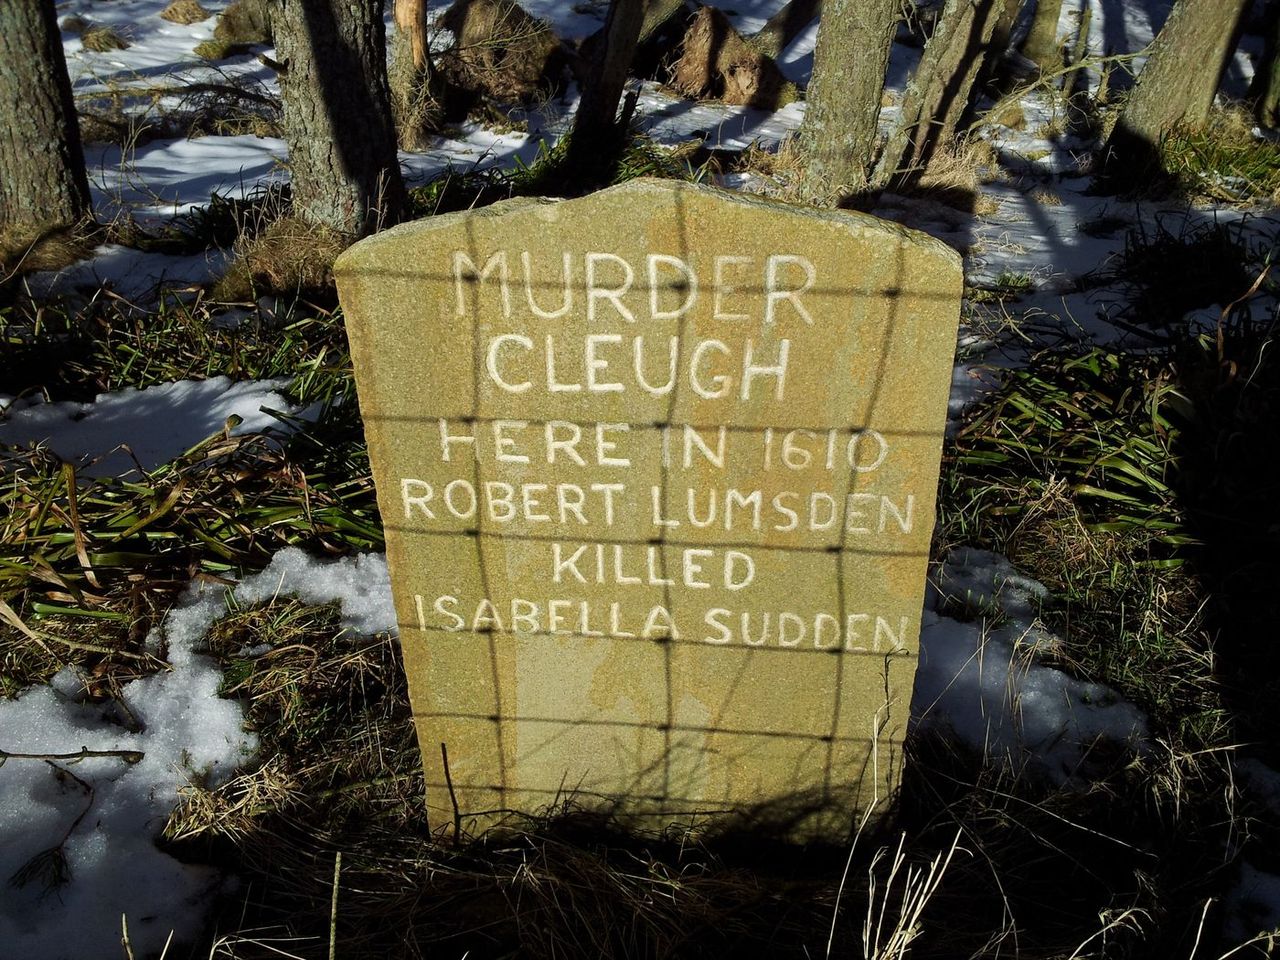 MURDER
CLEUGH
HERE IN 1610
ROBERT LUMSDEN
KILLED
ISABELLA SUDDEN